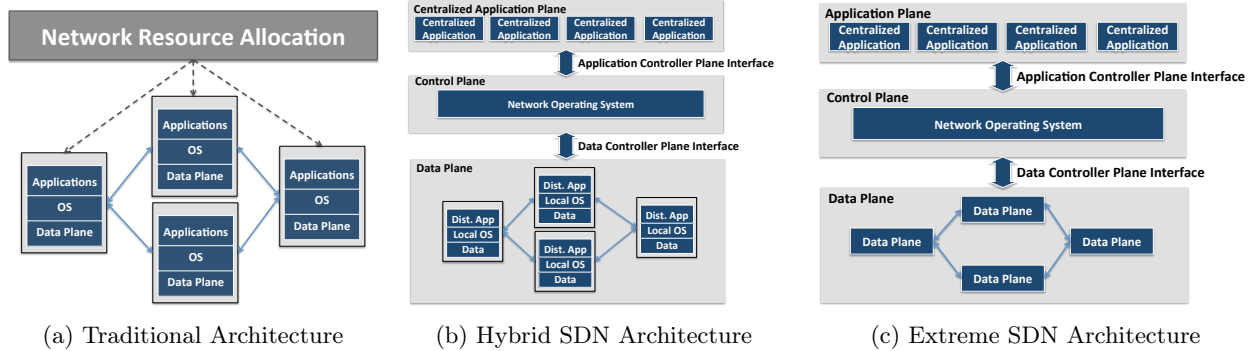 Network Resource Allocation
Applications
OS
Data Plane
Applications
OS
Data Plane
Applications
OS
Data Plane
Applications
OS
Data Plane
(a) Traditional Architecture
Centralized Application Plane
Centralized Application
Centralized Application
Centralized Application
Centralized Application
Application Controller Plane Interface
Control Plane
Network Operating System
Data Controller Plane Interface
Data Plane
Dist. App
Local OS
Data
Dist. App
Local OS
Data
Dist. App
Local OS
Data
Dist. App
Local OS
Data
(b) Hybrid SDN Architecture
Application Plane
Centralized Application
Centralized Application
Centralized Application
Centralized Application
Application Controller Plane Interface
Control Plane
Network Operating System
Data Controller Plane Interface
Data Plane
Data Plane
Data Plane
Data Plane
Data Plane
(c) Extreme SDN Architecture